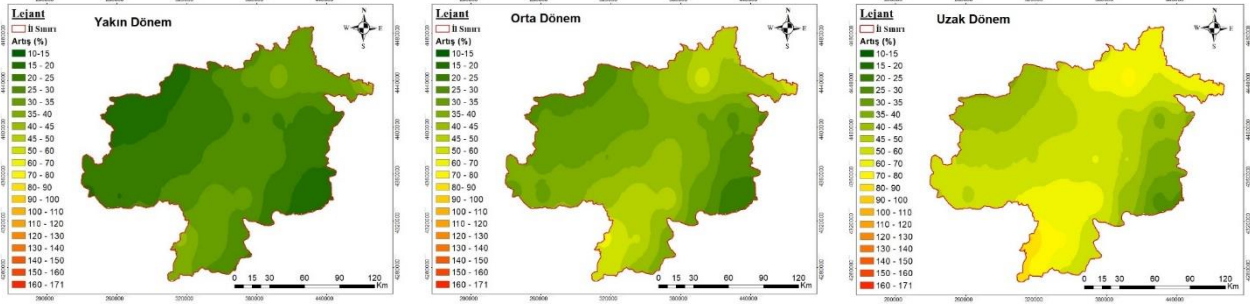 Lejant
İl Sınırı
Artış (%)
10-15
15 - 20
20 - 25
25 - 30
30 - 35
35 - 40
40 - 45
45 - 50
50 - 60
60 - 70
70 - 80
80- 90
90 - 100
100 - 110
110 - 120
120 - 130
130 - 140
140 - 150
150 - 160
160 - 171
Yakın Dönem
N
W E
S
0 15 30 60 90 120
Km
Lejant
İl Sınırı
Artış (%)
10-15
15 - 20
20 - 25
25 - 30
30 - 35
35 - 40
40 - 45
45 - 50
50 - 60
60 - 70
70 - 80
80- 90
90 - 100
100 - 110
110 - 120
120 - 130
130 - 140
140 - 150
150 - 160
160 - 171
Orta Dönem
N
W E
S
0 15 30 60 90 120
Km
Lejant
İl Sınırı
Artış (%)
10-15
15 - 20
20 - 25
25 - 30
30 - 35
35 - 40
40 - 45
45 - 50
50 - 60
60 - 70
70 - 80
80- 90
90 - 100
100 - 110
110 - 120
120 - 130
130 - 140
140 - 150
150 - 160
160 - 171
Uzak Dönem
N
W E
S
0 15 30 60 90 120
Km